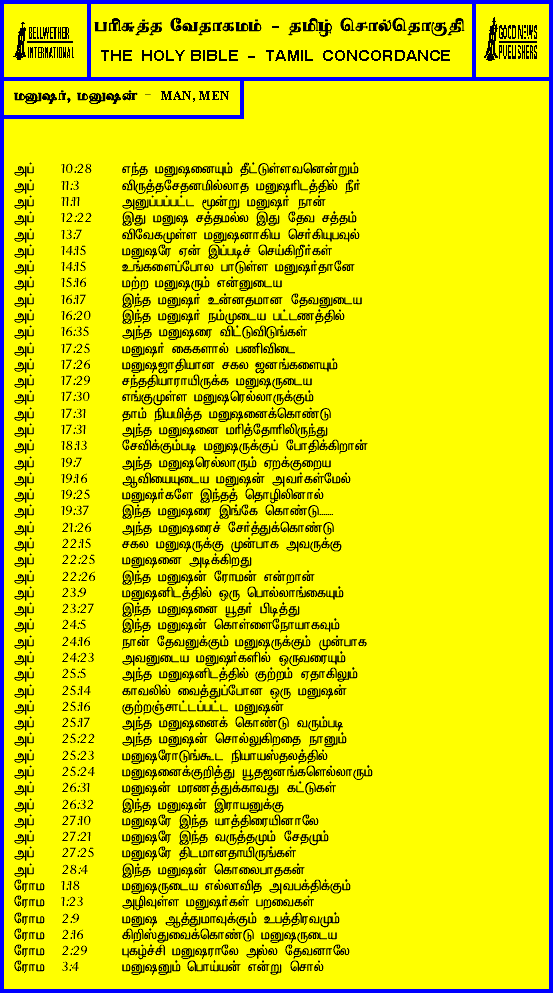 BELLWETHER
INTERNATIONAL
பரிசுத்த வேதாகமம் - தமிழ் சொல்தொகுதி
THE HOLY BIBLE - TAMIL CONCORDANCE
GOOD NEWS
PUBLISHERS
மனுஷர், மனுஷன் - MAN, MEN
அப் 10:28 எந்த மனுஷனையும் தீட்டுள்ளவனென்றும்
அப் 11:3 விருத்தசேதனமில்லாத மனுஷரிடத்தில் நீர்
அப் 11:11 அனுப்பப்பட்ட மூன்று மனுஷர் நான்
அப் 12:22 இது மனுஷ சத்தமல்ல இது தேவ சத்தம்
அப் 13:7 விவேகமுள்ள மனுஷனாகிய செர்கியுபவுல்
அப் 14:15 மனுஷரே ஏன் இப்படிச் செய்கிறீர்கள்
அப் 14:15 உங்களைப்போல பாடுள்ள மனுஷர்தானே
அப் 15:16 மற்ற மனுஷரும் என்னுடைய
அப் 16:17 இந்த மனுஷர் உன்னதமான தேவனுடைய
அப் 16:20 இந்த மனுஷர் நம்முடைய பட்டணத்தில்
அப் 16:35 அந்த மனுஷரை விட்டுவிடுங்கள்
அப் 17:25 மனுஷர் கைகளால் பணிவிடை
அப் 17:26 மனுஷஜாதியான சகல ஜனங்களையும்
அப் 17:29 சந்ததியாராயிருக்க மனுஷருடைய
அப் 17:30 எங்குமுள்ள மனுஷரெல்லாருக்கும்
அப் 17:31 தாம் நியமித்த மனுஷனைக்கொண்டு
அப் 17:31 அந்த மனுஷனை மரித்தோரிலிருந்து
அப் 18:13 சேவிக்கும்படி மனுஷருக்குப் போதிக்கிறான்
அப் 19:7 அந்த மனுஷரெல்லாரும் ஏறக்குறைய
அப் 19:16 ஆவியையுடைய மனுஷன் அவர்கள்மேல்
அப் 19:25 மனுஷர்களே இந்தத் தொழிலினால்
அப் 19:37 இந்த மனுஷரை இங்கே கொண்டு.......
அப் 21:26 அந்த மனுஷரைச் சேர்த்துக்கொண்டு
அப் 22:15 சகல மனுஷருக்கு முன்பாக அவருக்கு
அப் 22:25 மனுஷனை அடிக்கிறது
அப் 22:26 இந்த மனுஷன் ரோமன் என்றான்
அப் 23:9 மனுஷனிடத்தில் ஒரு பொல்லாங்கையும்
அப் 23:27 இந்த மனுஷனை யூதர் பிடித்து
அப் 24:5 இந்த மனுஷன் கொள்ளைநோயாகவும்
அப் 24:16 நான் தேவனுக்கும் மனுஷருக்கும் முன்பாக
அப் 24:23 அவனுடைய மனுஷர்களில் ஒருவரையும்
அப் 25:5 அந்த மனுஷனிடத்தில் குற்றம் ஏதாகிலும்
அப் 25:14 காவலில் வைத்துப்போன ஒரு மனுஷன்
அப் 25:16 குற்றஞ்சாட்டப்பட்ட மனுஷன்
அப் 25:17 அந்த மனுஷனைக் கொண்டு வரும்படி
அப் 25:22 அந்த மனுஷன் சொல்லுகிறதை நானும்
அப் 25:23 மனுஷரோடுங்கூட நியாயஸ்தலத்தில்
அப் 25:24 மனுஷனைக்குறித்து யூதஜனங்களெல்லாரும்
அப் 26:31 மனுஷன் மரணத்துக்காவது கட்டுகள்
அப் 26:32 இந்த மனுஷன் இராயனுக்கு
அப் 27:10 மனுஷரே இந்த யாத்திரையினாலே
அப் 27:21 மனுஷரே இந்த வருத்தமும் சேதமும்
அப் 27:25 மனுஷரே திடமானதாயிருங்கள்
அப் 28:4 இந்த மனுஷன் கொலைபாதகன்
ரோம 1:18 மனுஷருடைய எல்லாவித அவபக்திக்கும்
ரோம 1:23 அழிவுள்ள மனுஷர்கள் பறவைகள்
ரோம 2:9 மனுஷ ஆத்துமாவுக்கும் உபத்திரவமும்
ரோம 2:16 கிறிஸ்துவைக்கொண்டு மனுஷருடைய
ரோம 2:29 புகழ்ச்சி மனுஷராலே அல்ல தேவனாலே
ரோம 3:4 மனுஷனும் பொய்யன் என்று சொல்